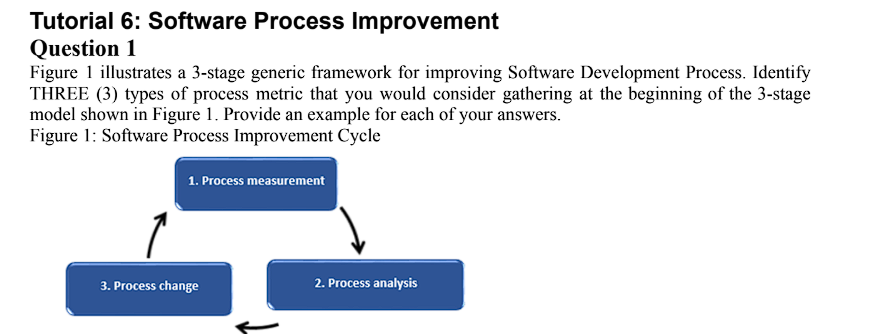 Tutorial 6: Software Process Improvement
Question 1
Figure 1 illustrates a 3-stage generic framework for improving Software Development Process. Identify
THREE (3) types of process metric that you would consider gathering at the beginning of the 3-stage
model shown in Figure 1. Provide an example for each of your answers.
Figure 1: Software Process Improvement Cycle
1. Process measurement
3. Process change
2. Process analysis